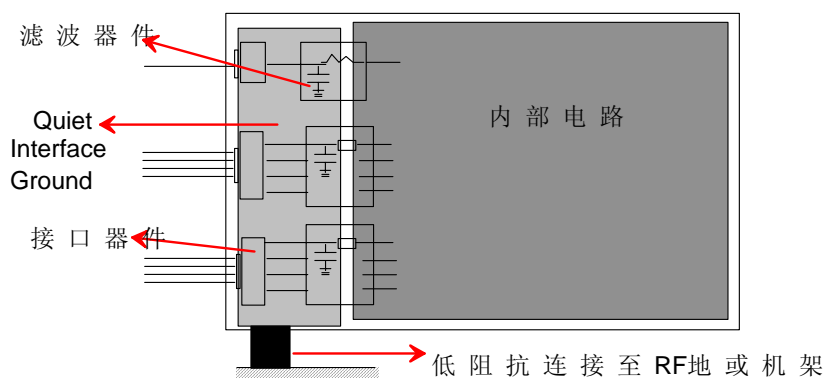 滤波器件
内部电路
Quiet
Interface
Ground
接口器件
低阻抗连接至RF地或机架